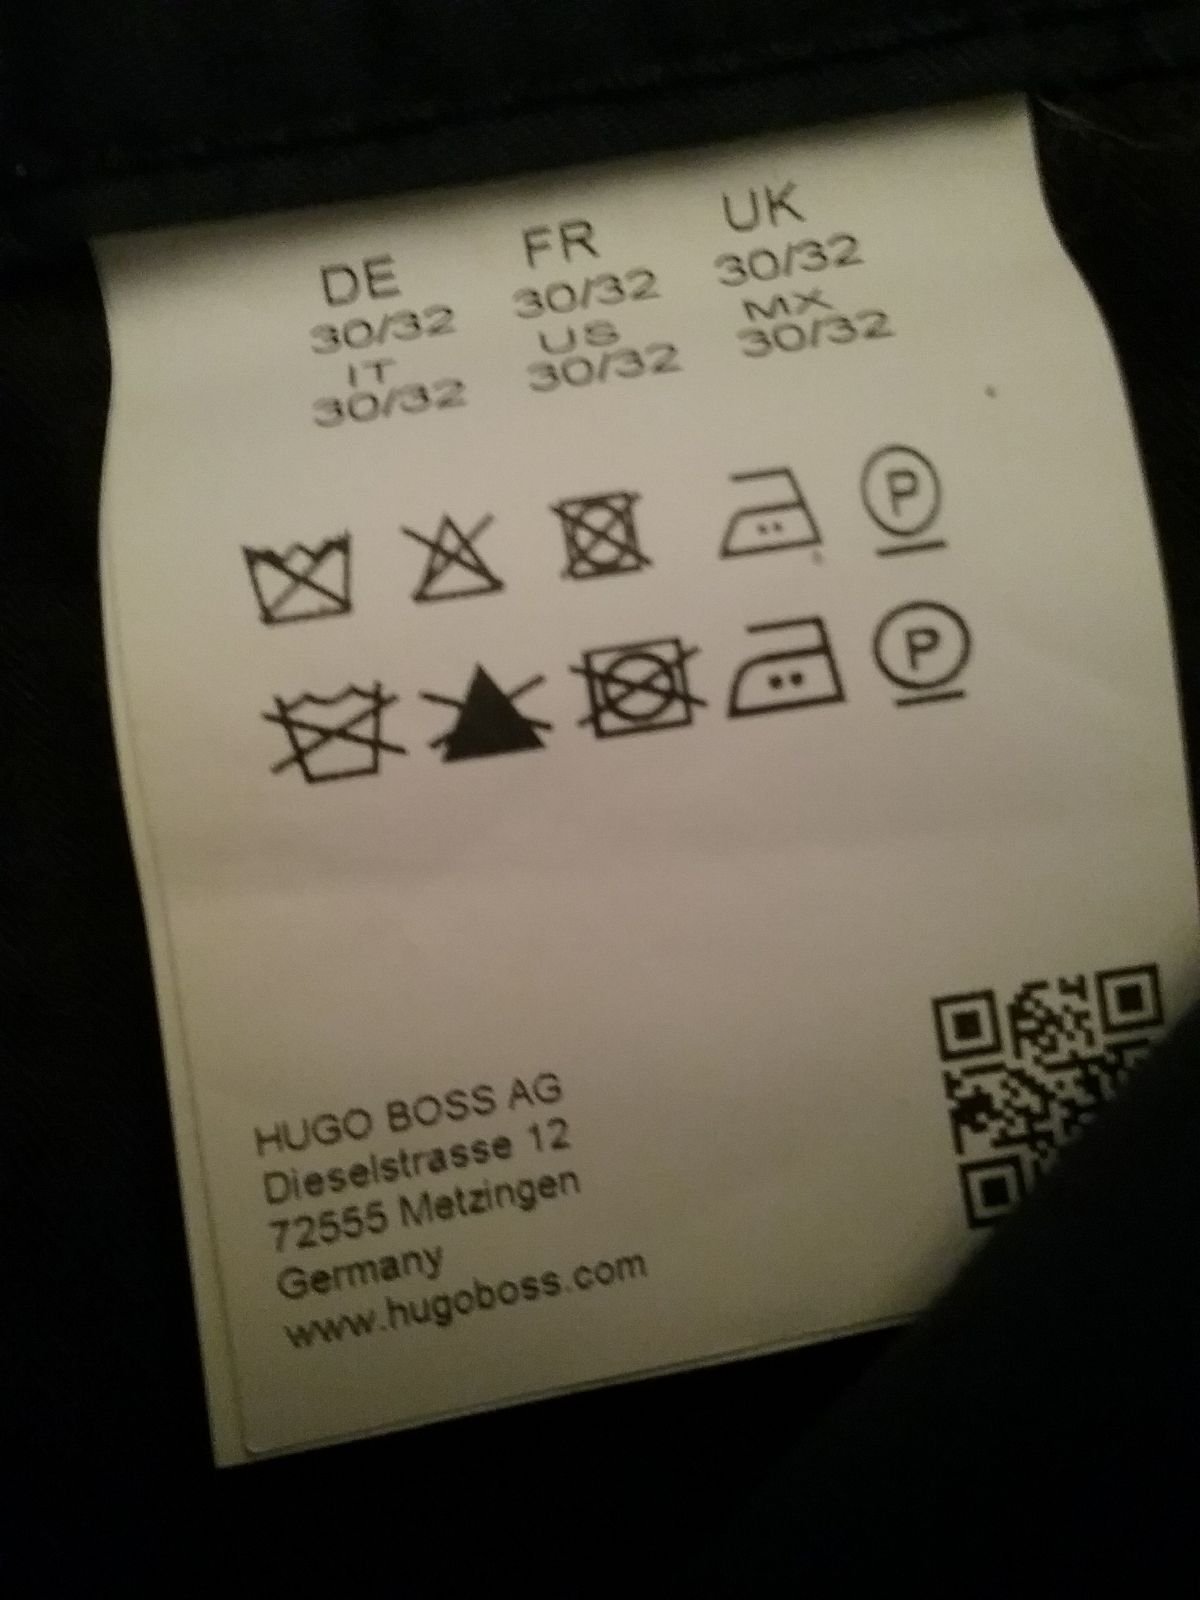 DE FR UK
30/32 30/32 30/32
IT US MX
30/32 30/32 30/32
P
P
HUGO BOSS AG
Dieselstrasse 12
72555 Metzingen
Germany
www.hugoboss.com